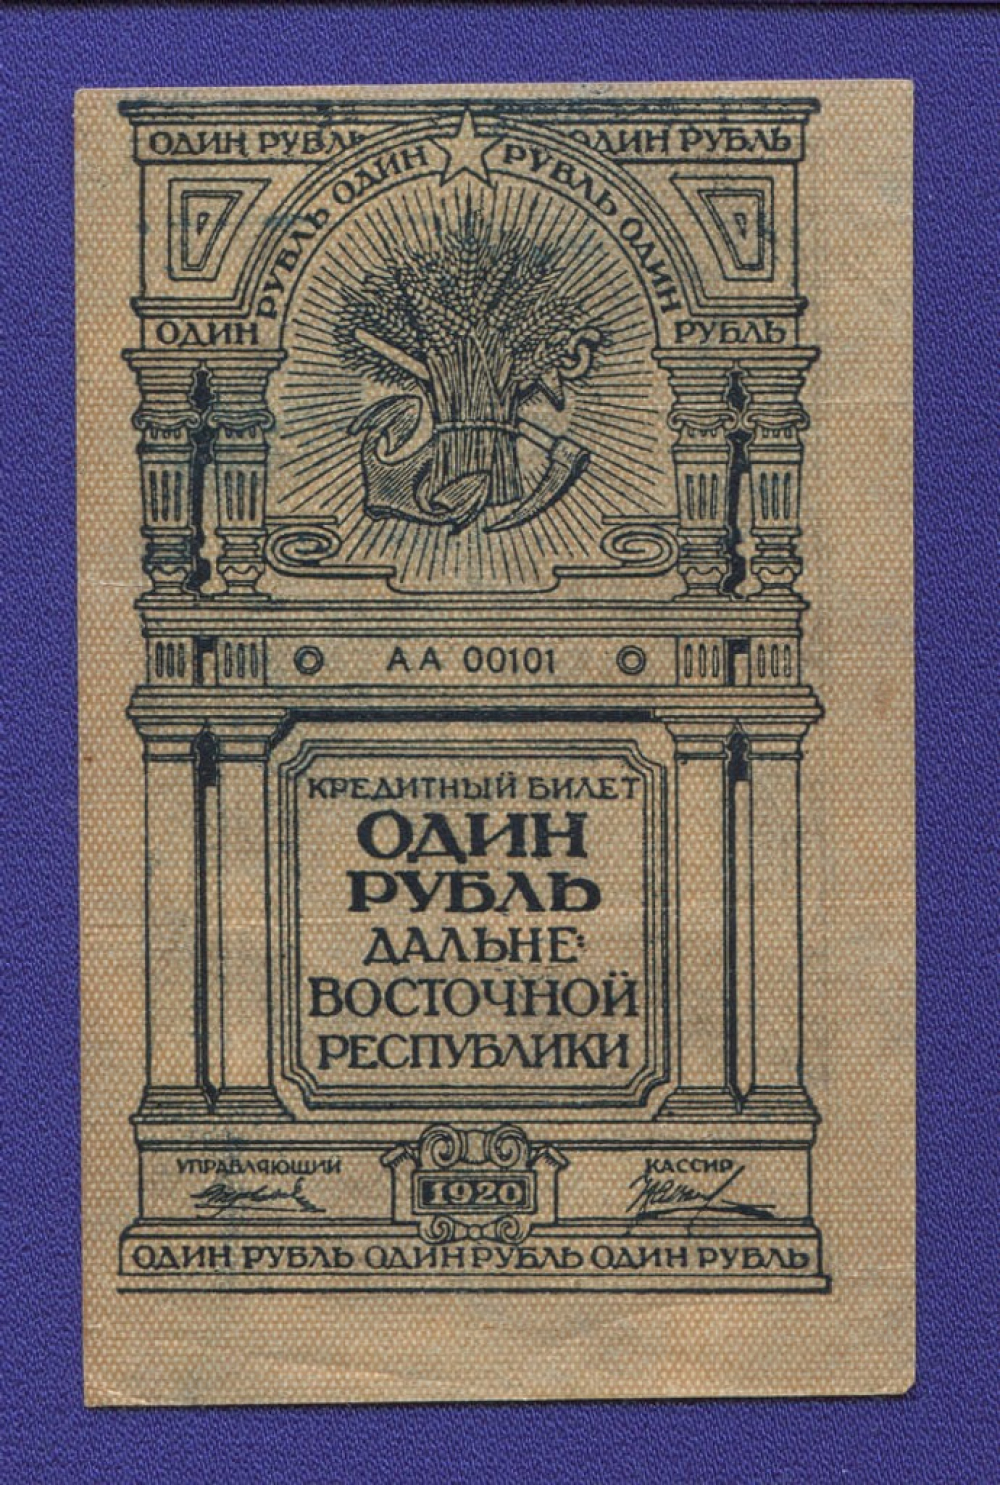 ОДИН РУБЛЬ ОДИН РУБЛЬ
РУБЛЬ ОДИН РУБЛЬ ОДИН
ОДИН РУБЛЬ
АА 00101
КРЕДИТНЫЙ БИЛЕТ
ОДИН
РУБЛЬ
ДАЛЬНЕ-
ВОСТОЧНОЙ
РЕСПУБЛИКИ
УПРАВЛЯЮЩИЙ КАССИР
1920
ОДИН РУБЛЬ ОДИН РУБЛЬ ОДИН РУБЛЬ